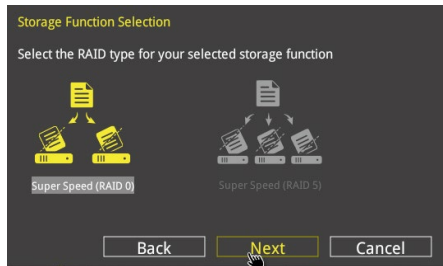 Storage Function Selection
Select the RAID type for your selected storage function
Super Speed (RAID 0)
Super Speed (RAID 5)
Back
Next
Cancel